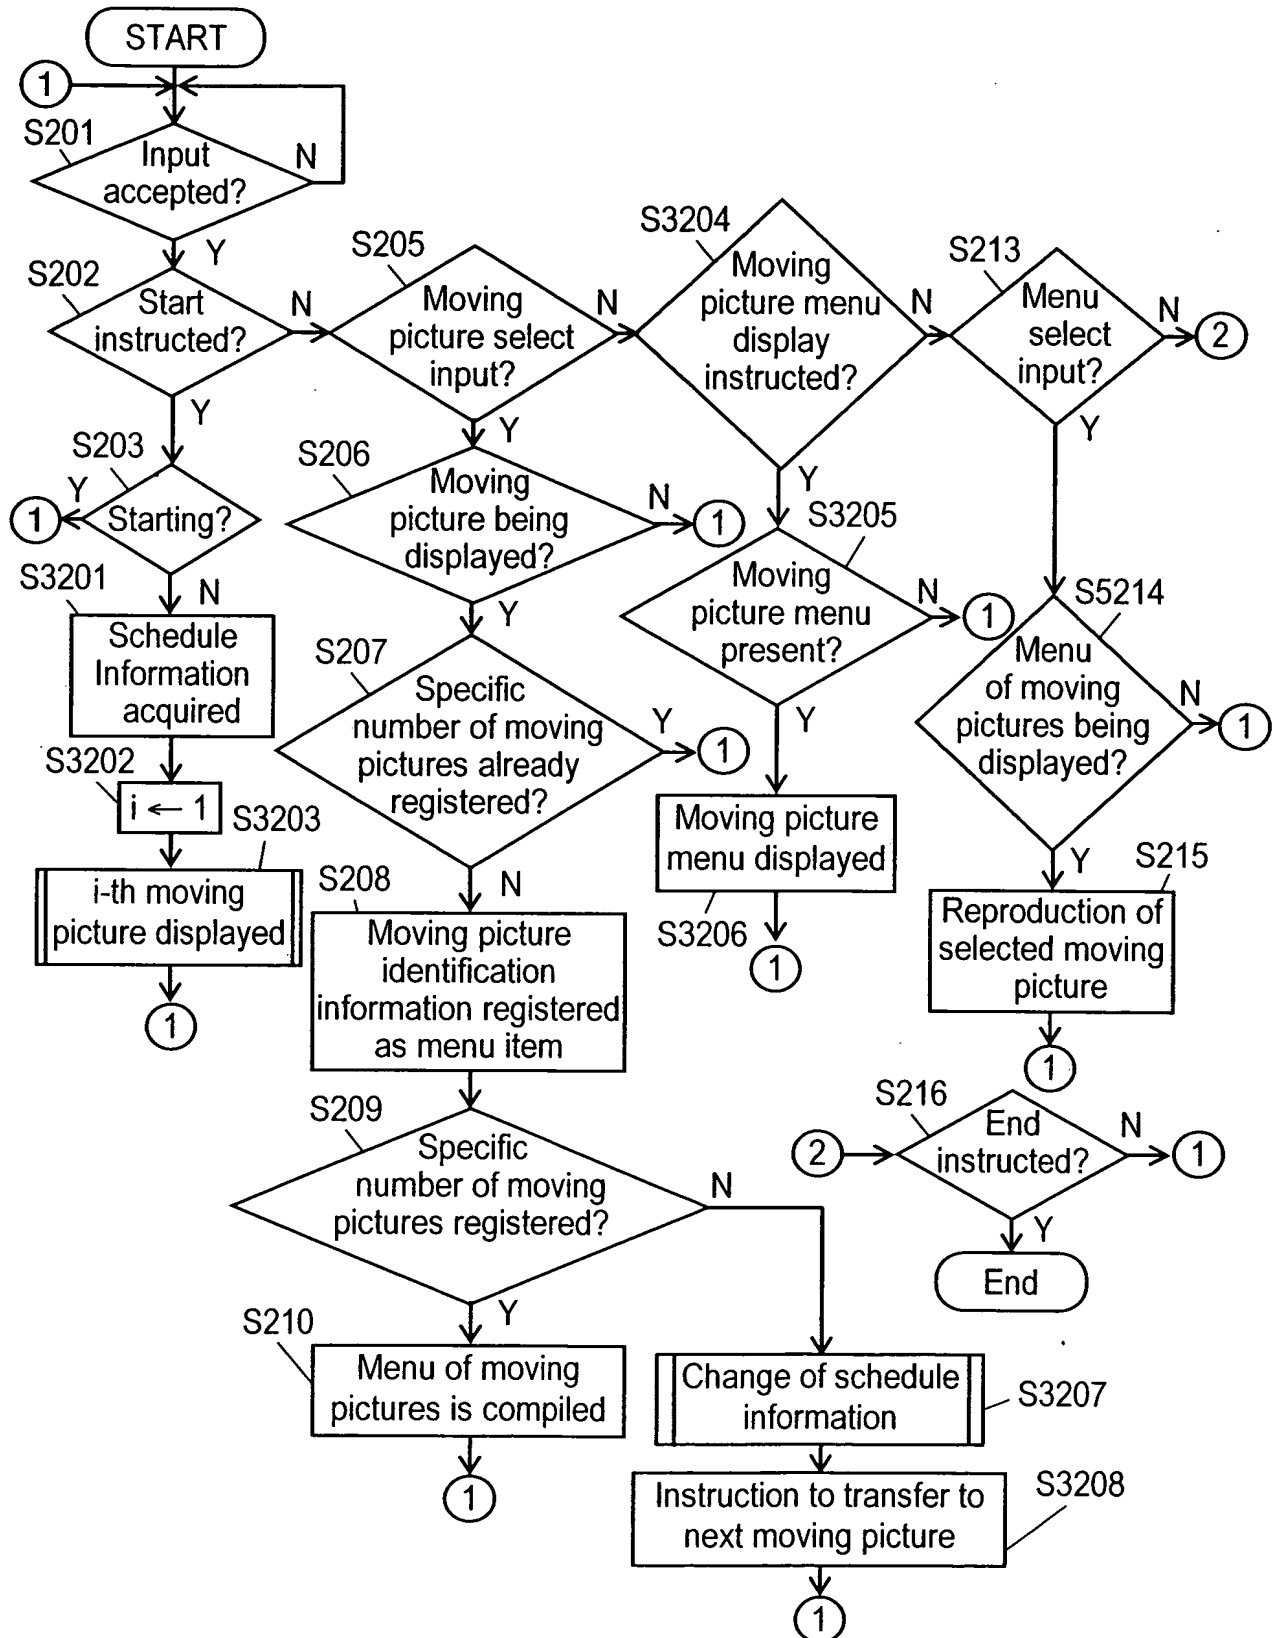 START
1
S201
Input
accepted?
N
Y
S202
Start
instructed?
N
Y
S203
Starting?
Y
1
N
S3201
Schedule
Information
acquired
S3202
i ← 1
S3203
i-th moving
picture displayed
1
S205
Moving
picture select
input?
N
Y
S206
Moving
picture being
displayed?
N
1
Y
S207
Specific
number of moving
pictures already
registered?
Y
1
N
S208
Moving picture
identification
information registered
as menu item
S209
Specific
number of moving
pictures registered?
N
Y
S210
Menu of moving
pictures is compiled
1
S3204
Moving
picture menu
display
instructed?
N
Y
S3205
Moving
picture menu
present?
N
1
Y
Moving picture
menu displayed
S3206
1
S213
Menu
select
input?
N
2
Y
S5214
Menu
of moving
pictures being
displayed?
N
1
Y
S215
Reproduction of
selected moving
picture
1
S216
2
End
instructed?
N
1
Y
End
Change of schedule
information
S3207
Instruction to transfer to
next moving picture
S3208
1